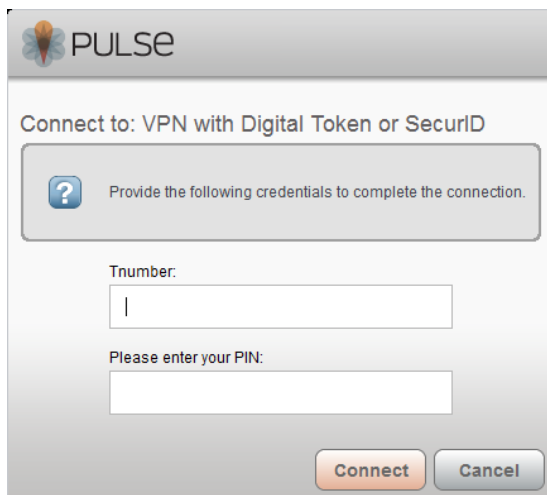 PULSe
Connect to: VPN with Digital Token or SecurID
Provide the following credentials to complete the connection.
Tnumber:
Please enter your PIN:
Connect Cancel